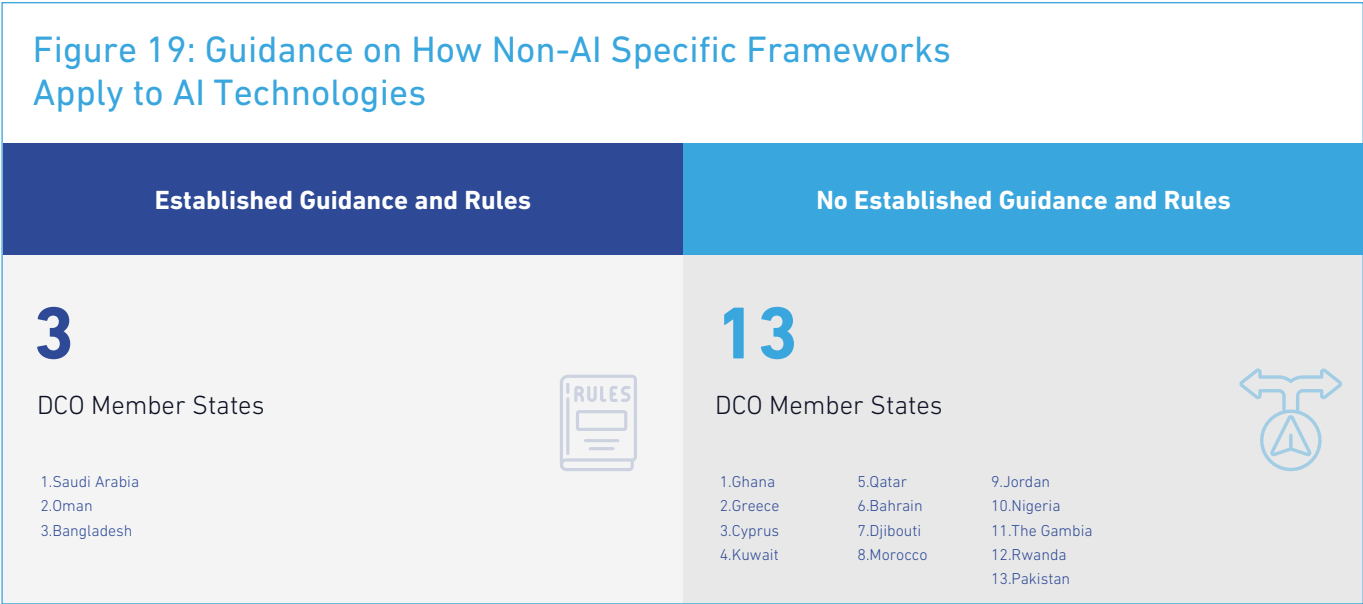 Figure 19: Guidance on How Non-AI Specific Frameworks
Apply to AI Technologies
Established Guidance and Rules
3
DCO Member States
RULES
1.Saudi Arabia
2.Oman
3.Bangladesh
No Established Guidance and Rules
13
DCO Member States
1.Ghana
2.Greece
3.Cyprus
4.Kuwait
5.Qatar
6.Bahrain
7.Djibouti
8.Morocco
9.Jordan
10.Nigeria
11.The Gambia
12.Rwanda
13.Pakistan